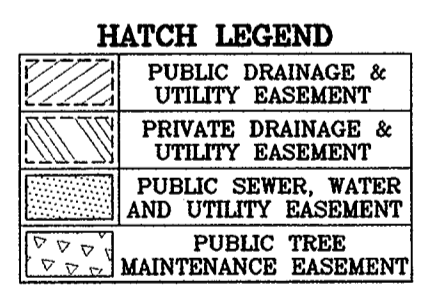 HATCH LEGEND
PUBLIC DRAINAGE &
UTILITY EASEMENT
PRIVATE DRAINAGE &
UTILITY EASEMENT
PUBLIC SEWER, WATER
AND UTILITY EASEMENT
PUBLIC TREE
MAINTENANCE EASEMENT